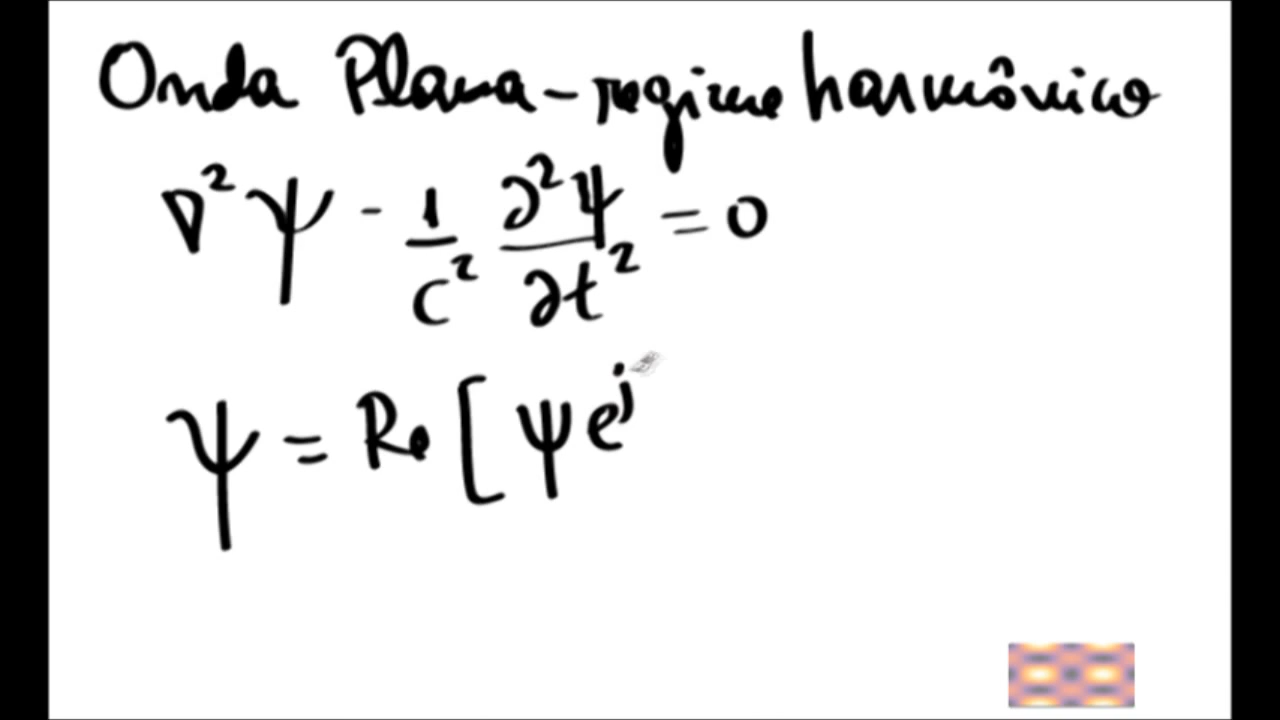 Onda Plana - regime harmônico
∇²ψ - 1/c² ∂²ψ/∂t² = 0
ψ = Re [ ψe^j